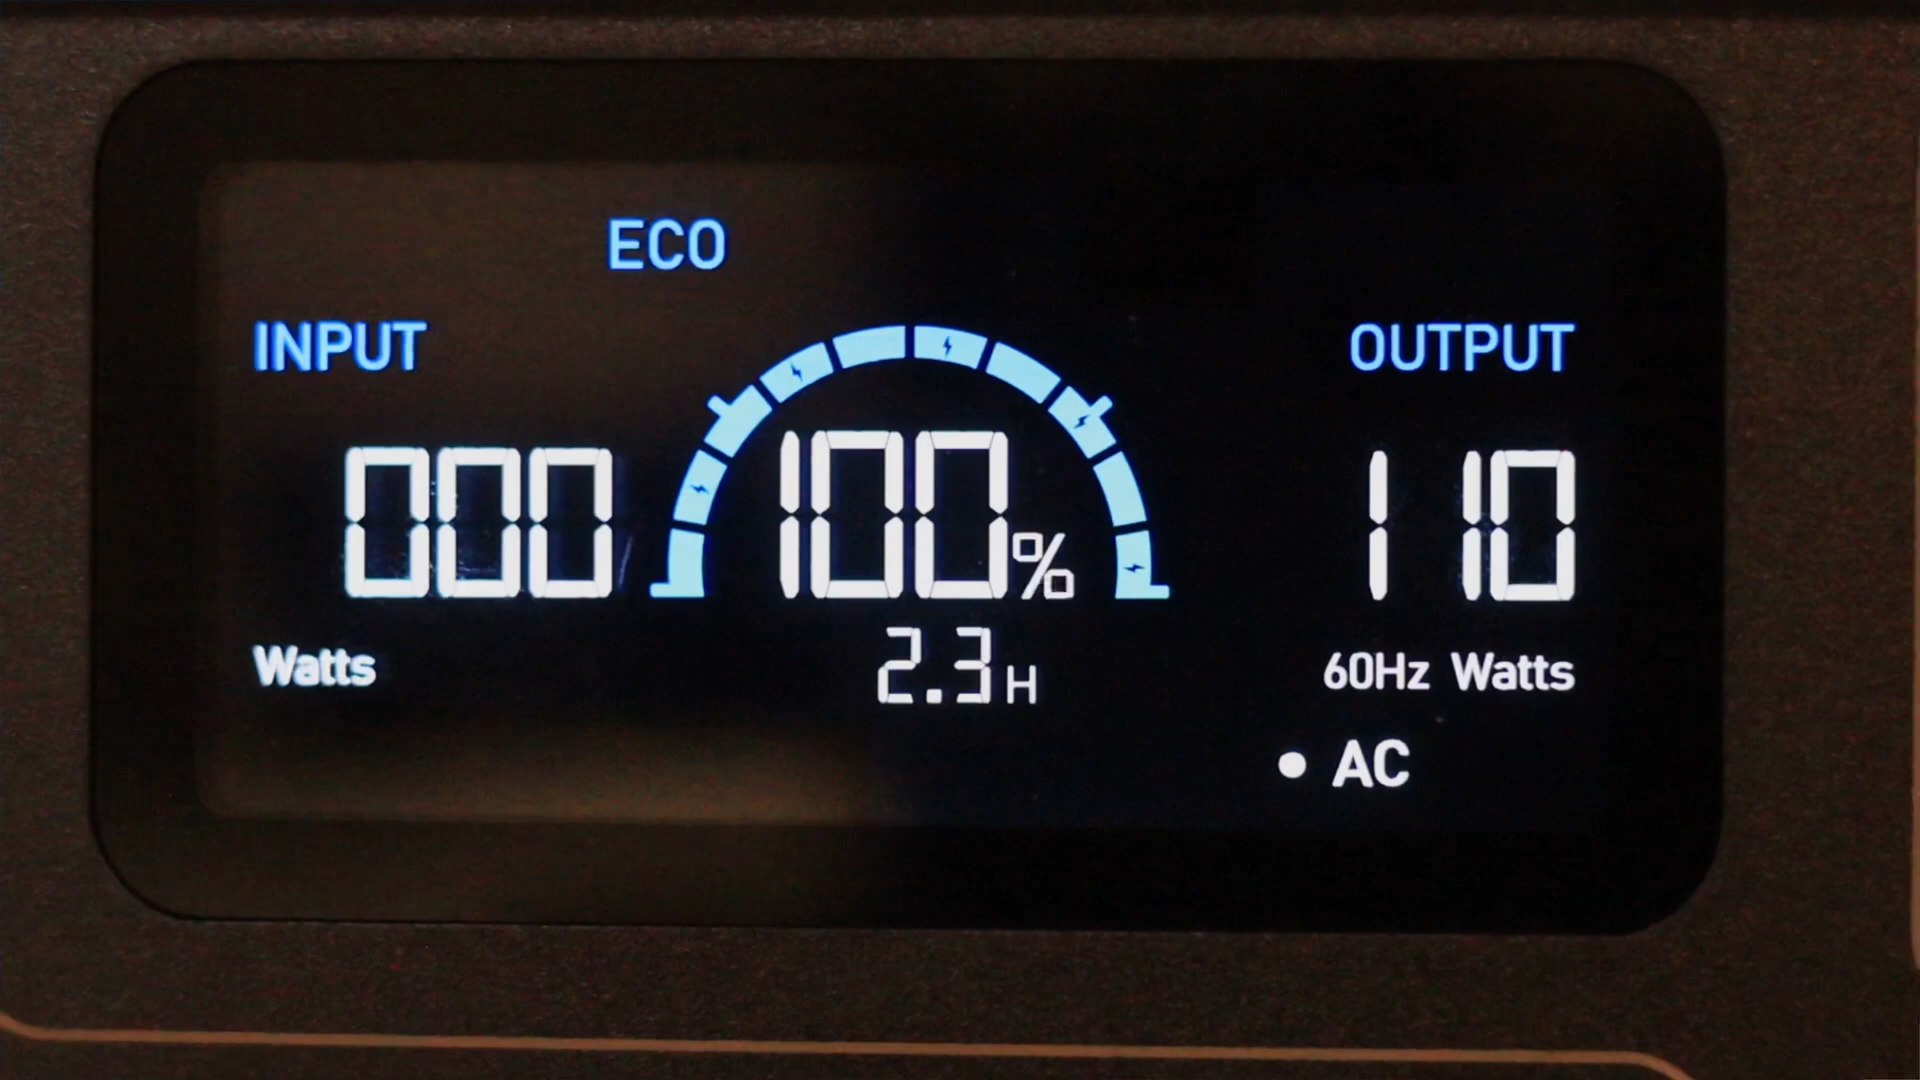 ECO
INPUT
OUTPUT
000
100%
110
2.3H
Watts
60Hz Watts
AC